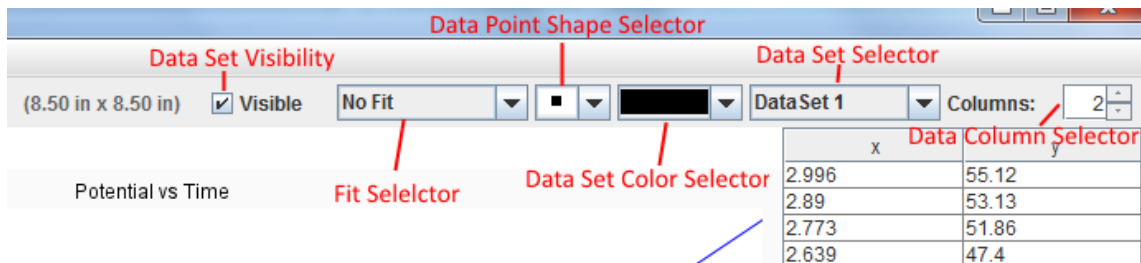 Data Point Shape Selector
Data Set Visibility
Data Set Selector
(8.50 in x 8.50 in) Visible No Fit DataSet 1 Columns: 2
Data Column Selector
x y
Potential vs Time
Fit Selelctor
Data Set Color Selector
2.996 55.12
2.89 53.13
2.773 51.86
2.639 47.4